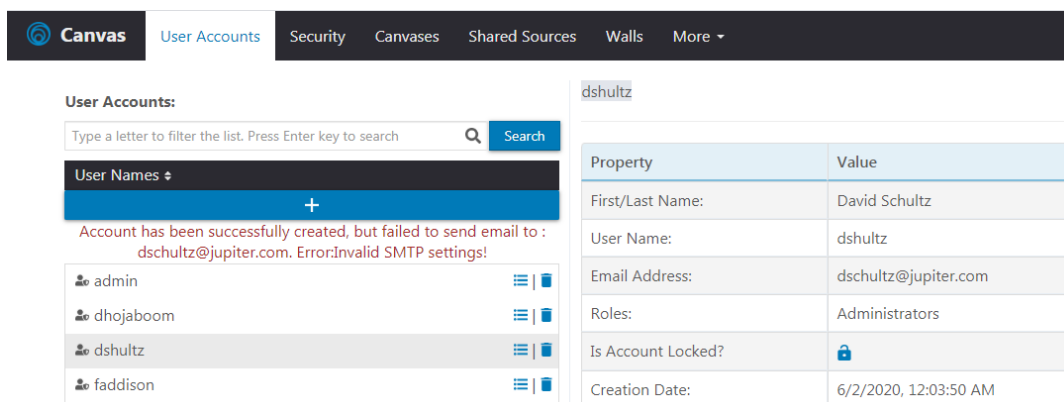 Canvas User Accounts Security Canvases Shared Sources Walls More
User Accounts:
Type a letter to filter the list. Press Enter key to search Search
User Names
+
Account has been successfully created, but failed to send email to :
dschultz@jupiter.com. Error:Invalid SMTP settings!
admin |
dhojaboom |
dshultz |
faddison |
dshultz
Property Value
First/Last Name: David Schultz
User Name: dshultz
Email Address: dschultz@jupiter.com
Roles: Administrators
Is Account Locked?
Creation Date: 6/2/2020, 12:03:50 AM